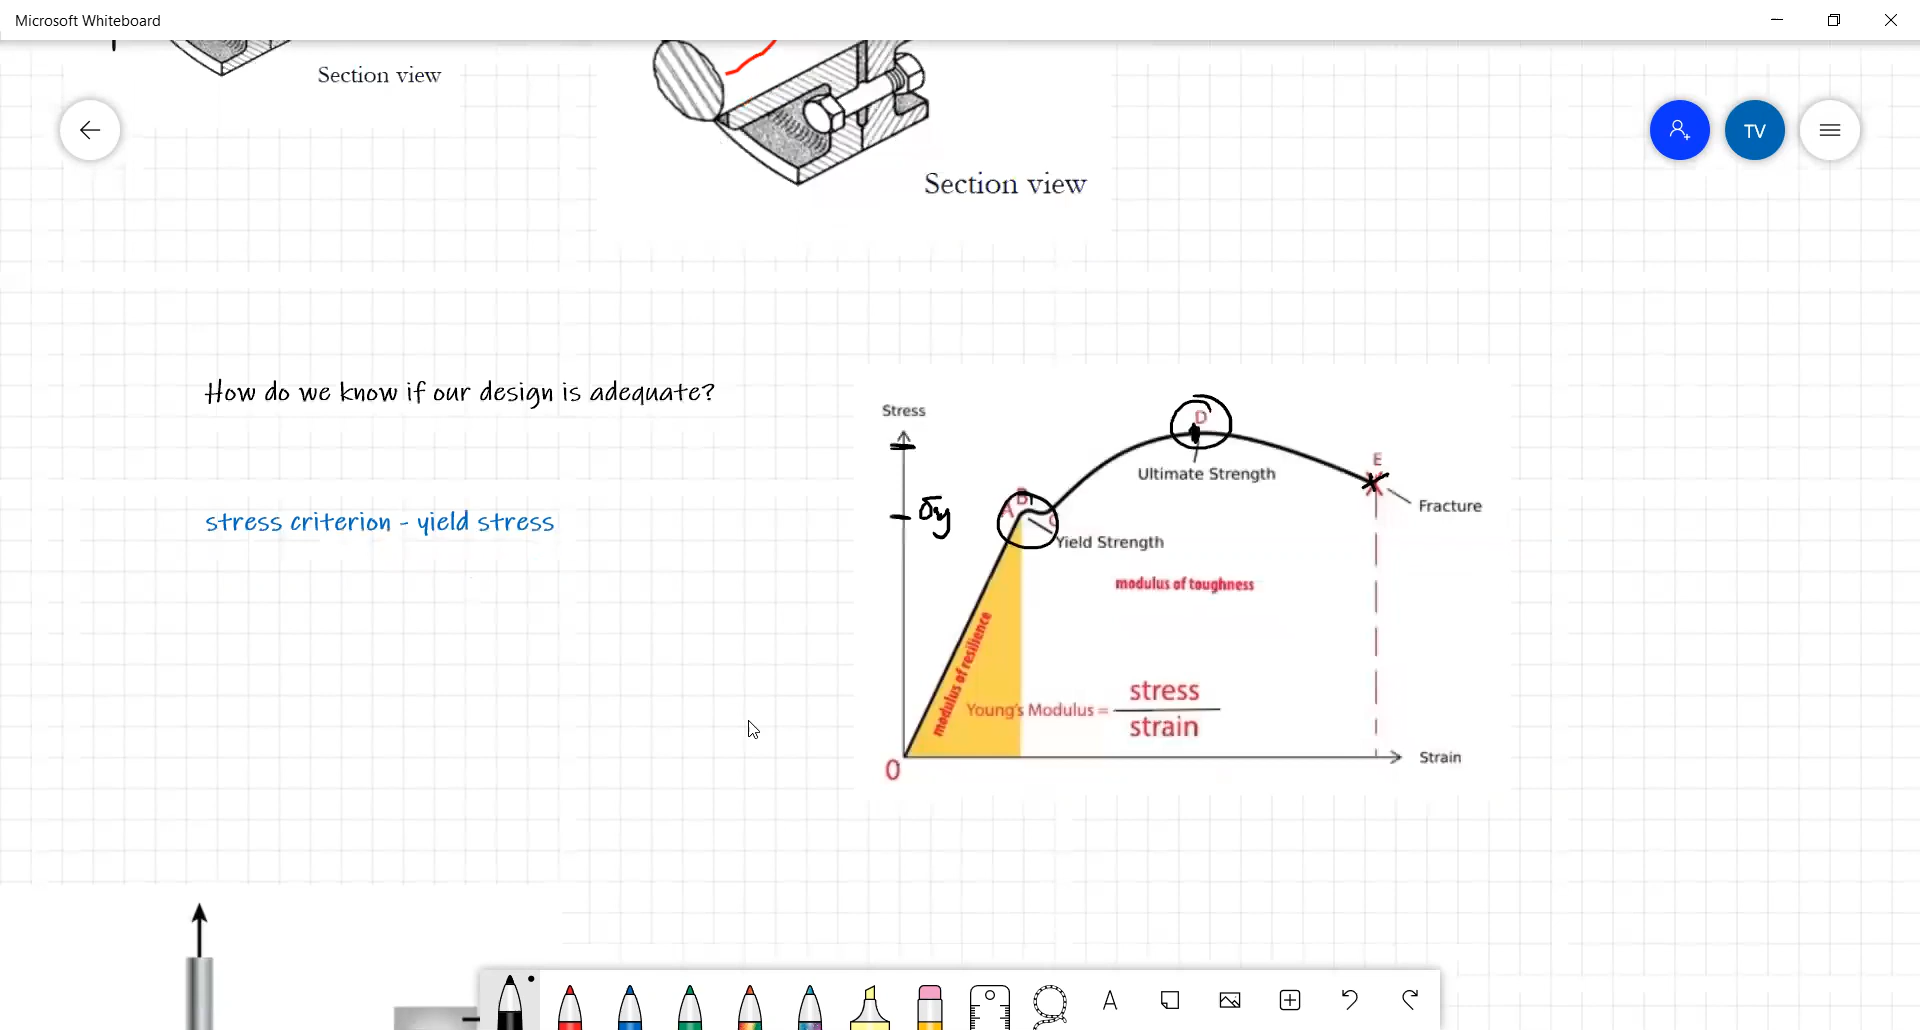 Microsoft Whiteboard
Section view
Section view
TV
How do we know if our design is adequate?
stress criterion - yield stress
Stress
σy
A
B
C
D
Ultimate Strength
E
Fracture
Yield Strength
modulus of toughness
modulus of resilience
Young's Modulus = stress
strain
O
Strain